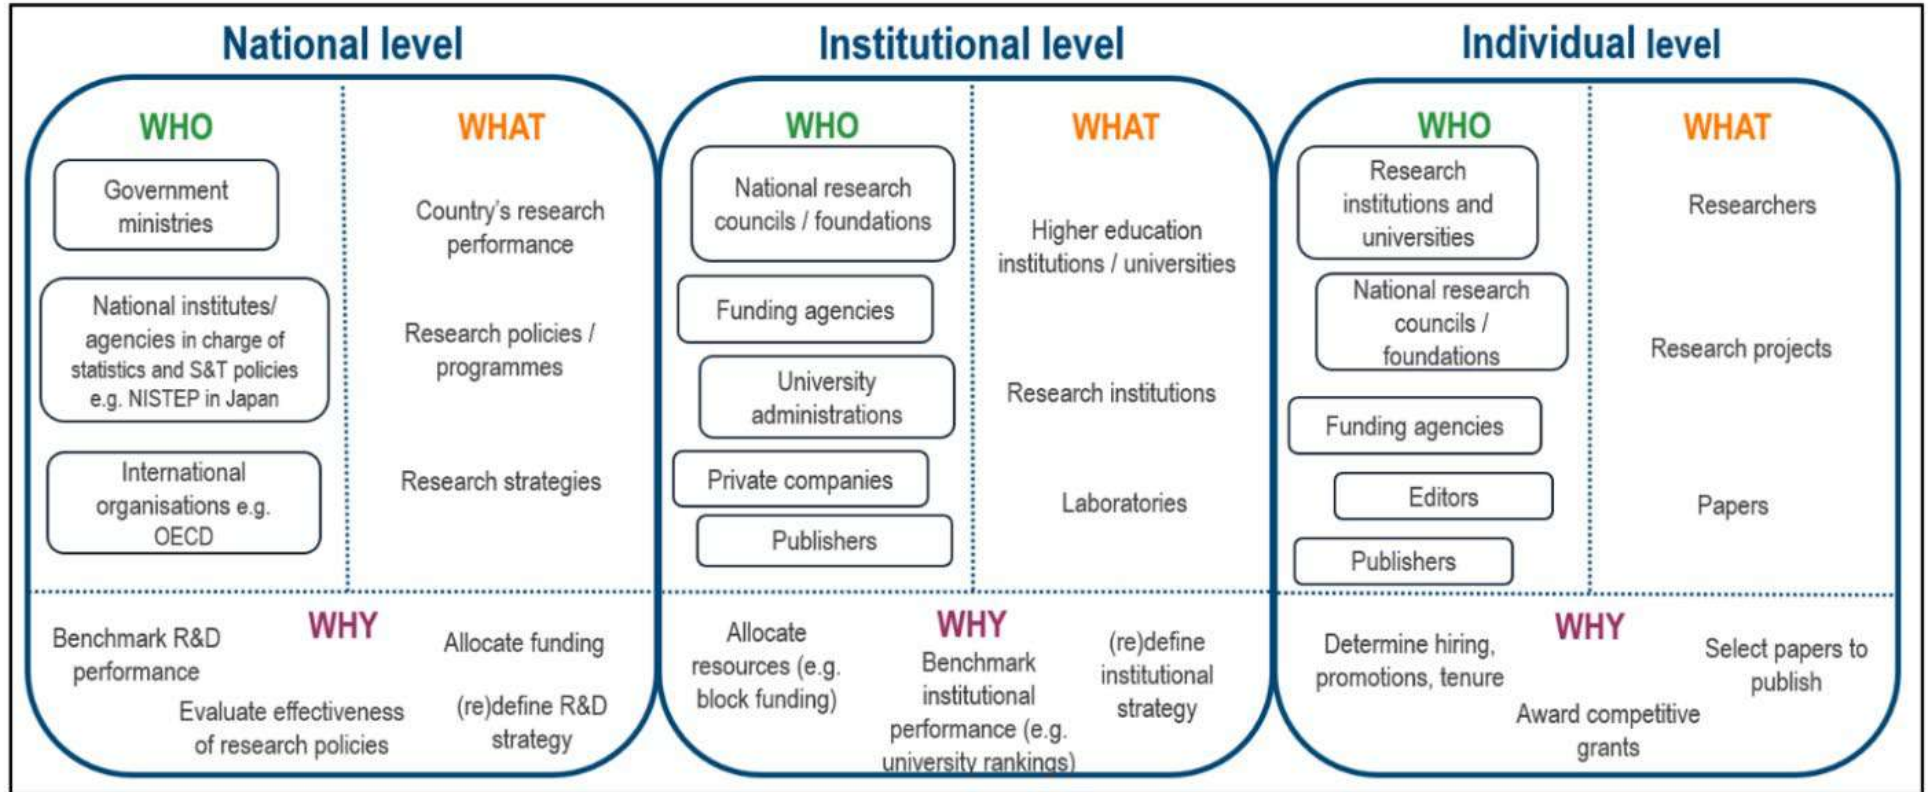 National level
WHO
Government
ministries
National institutes/
agencies in charge of
statistics and S&T policies
e.g. NISTEP in Japan
International
organisations e.g.
OECD
WHAT
Country's research
performance
Research policies /
programmes
Research strategies
WHY
Benchmark R&D
performance
Evaluate effectiveness
of research policies
Allocate funding
(re)define R&D
strategy
Institutional level
WHO
National research
councils / foundations
Funding agencies
University
administrations
Private companies
Publishers
WHAT
Higher education
institutions / universities
Research institutions
Laboratories
WHY
Allocate
resources (e.g.
block funding)
Benchmark
institutional
performance (e.g.
university rankings)
(re)define
institutional
strategy
Individual level
WHO
Research
institutions and
universities
National research
councils /
foundations
Funding agencies
Editors
Publishers
WHAT
Researchers
Research projects
Papers
WHY
Determine hiring,
promotions, tenure
Award competitive
grants
Select papers to
publish